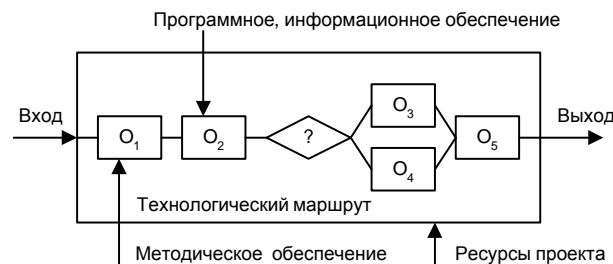 Программное, информационное обеспечение
Вход
O1
O2
?
O3
O4
O5
Выход
Технологический маршрут
Методическое обеспечение
Ресурсы проекта